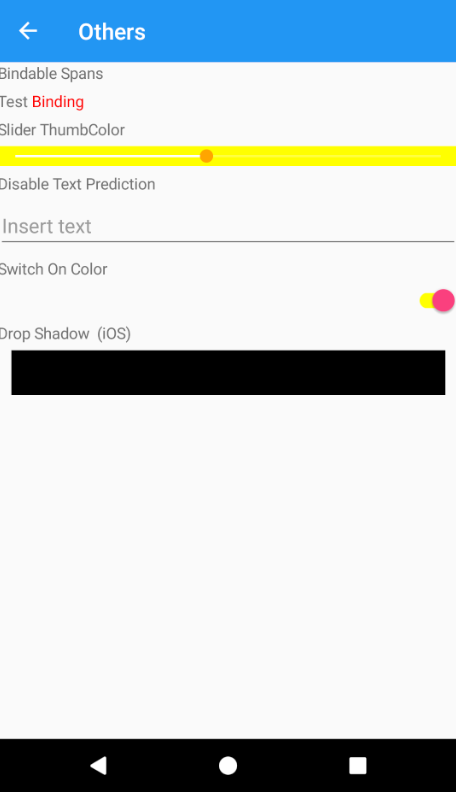 Others
Bindable Spans
Test Binding
Slider ThumbColor
Disable Text Prediction
Insert text
Switch On Color
Drop Shadow  (iOS)